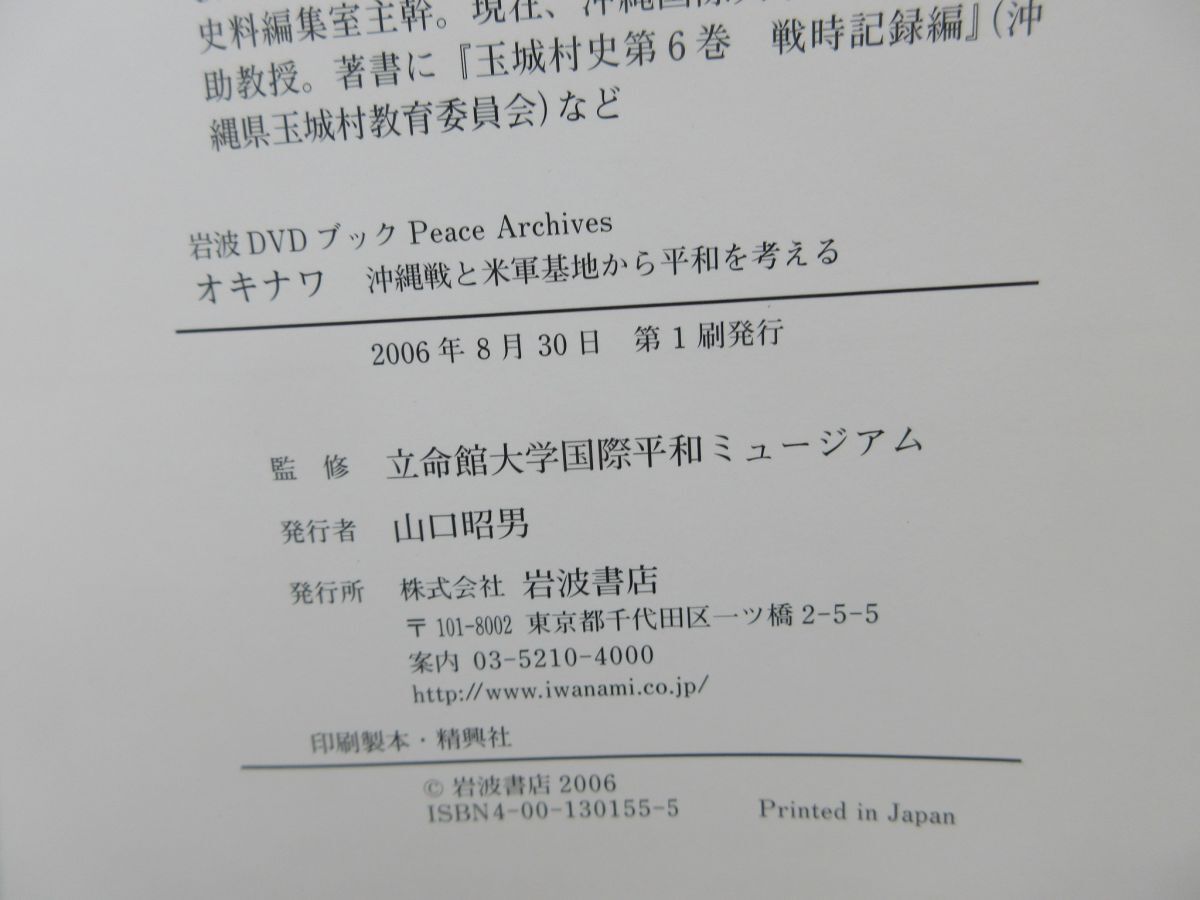 史料編集室主幹。現在、沖縄国際
助教授。著書に『玉城村史第6巻　戦時記録編』(沖
縄県玉城村教育委員会)など
岩波 DVD ブック Peace Archives
オキナワ　沖縄戦と米軍基地から平和を考える
2006 年 8 月 30 日　第 1 刷発行
監　修　立命館大学国際平和ミュージアム
発行者　山口昭男
発行所　株式会社 岩波書店
〒 101-8002 東京都千代田区一ツ橋 2-5-5
案内 03-5210-4000
http://www.iwanami.co.jp/
印刷製本・精興社
© 岩波書店 2006
ISBN4-00-130155-5　Printed in Japan